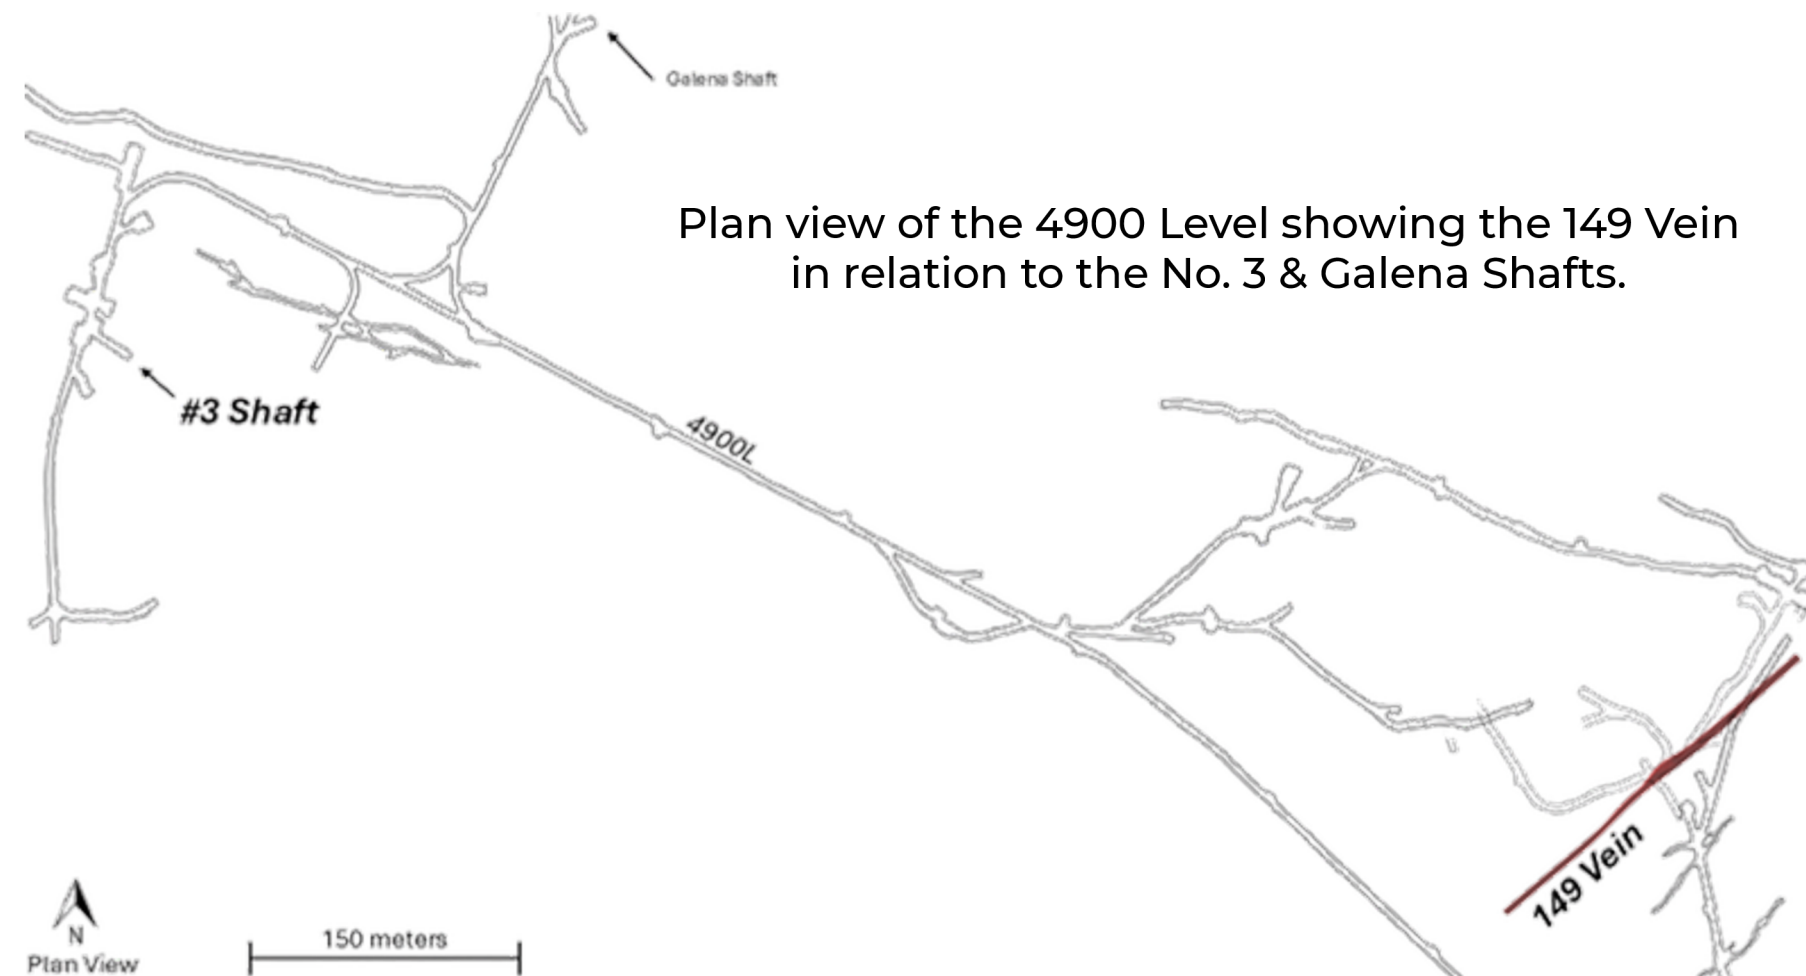 Galena Shaft
Plan view of the 4900 Level showing the 149 Vein
in relation to the No. 3 & Galena Shafts.
#3 Shaft
4900L
149 Vein
N
Plan View
150 meters